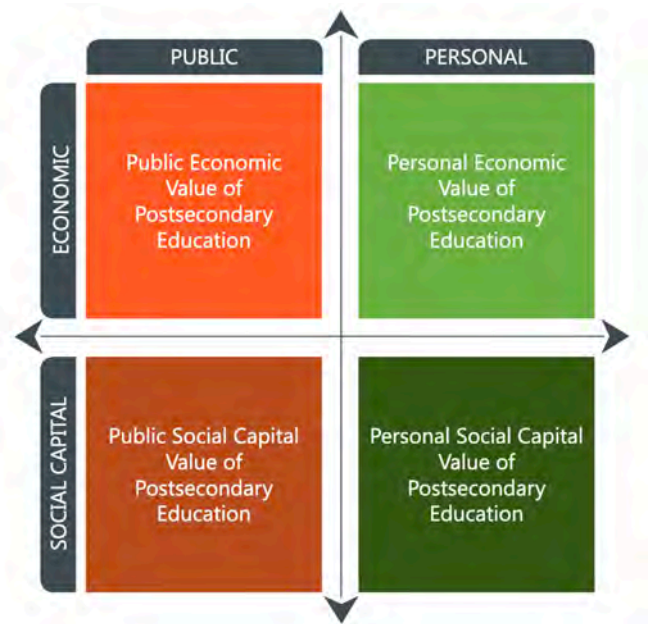 PUBLIC
PERSONAL
ECONOMIC
Public Economic
Value of
Postsecondary
Education
Personal Economic
Value of
Postsecondary
Education
SOCIAL CAPITAL
Public Social Capital
Value of
Postsecondary
Education
Personal Social Capital
Value of
Postsecondary
Education